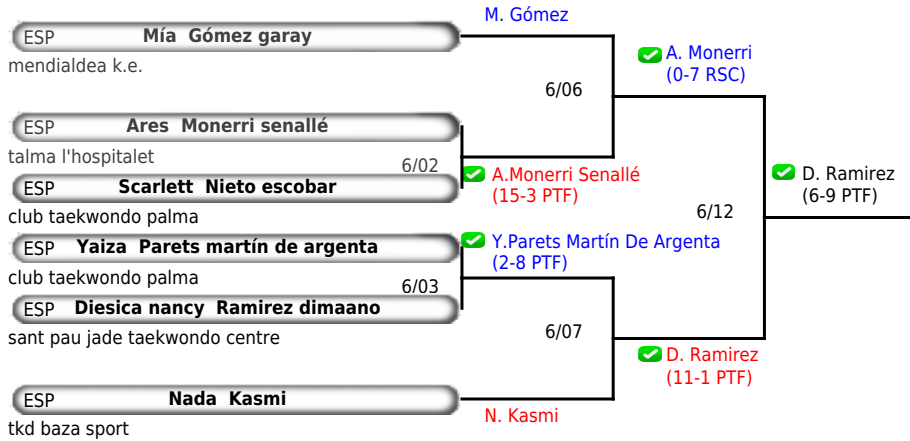 M. Gómez
ESP Mía Gómez garay
mendialdea k.e.
A. Monerri
(0-7 RSC)
6/06
ESP Ares Monerri senallé
talma l'hospitalet
6/02
A.Monerri Senallé
(15-3 PTF)
ESP Scarlett Nieto escobar
club taekwondo palma
D. Ramirez
(6-9 PTF)
6/12
ESP Yaiza Parets martín de argenta
club taekwondo palma
Y.Parets Martín De Argenta
(2-8 PTF)
6/03
ESP Diesica nancy Ramirez dimaano
sant pau jade taekwondo centre
6/07
D. Ramirez
(11-1 PTF)
ESP Nada Kasmi
tkd baza sport
N. Kasmi